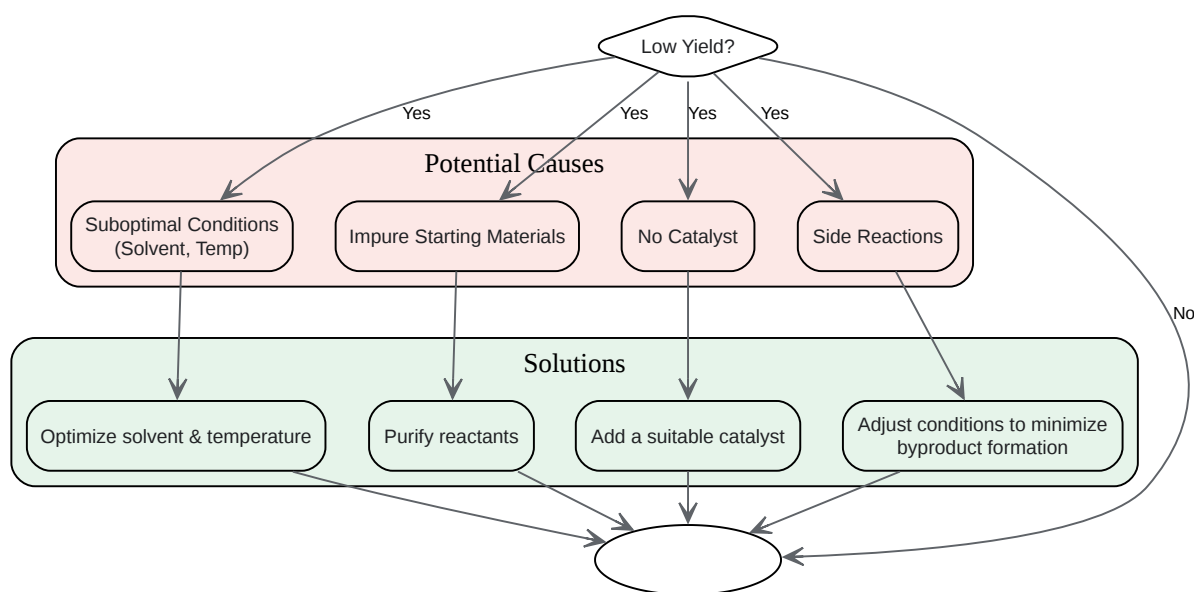 Low Yield?
Yes
Yes
Yes
Yes
Potential Causes
Suboptimal Conditions
(Solvent, Temp)
Impure Starting Materials
No Catalyst
Side Reactions
No
Solutions
Optimize solvent & temperature
Purify reactants
Add a suitable catalyst
Adjust conditions to minimize
byproduct formation